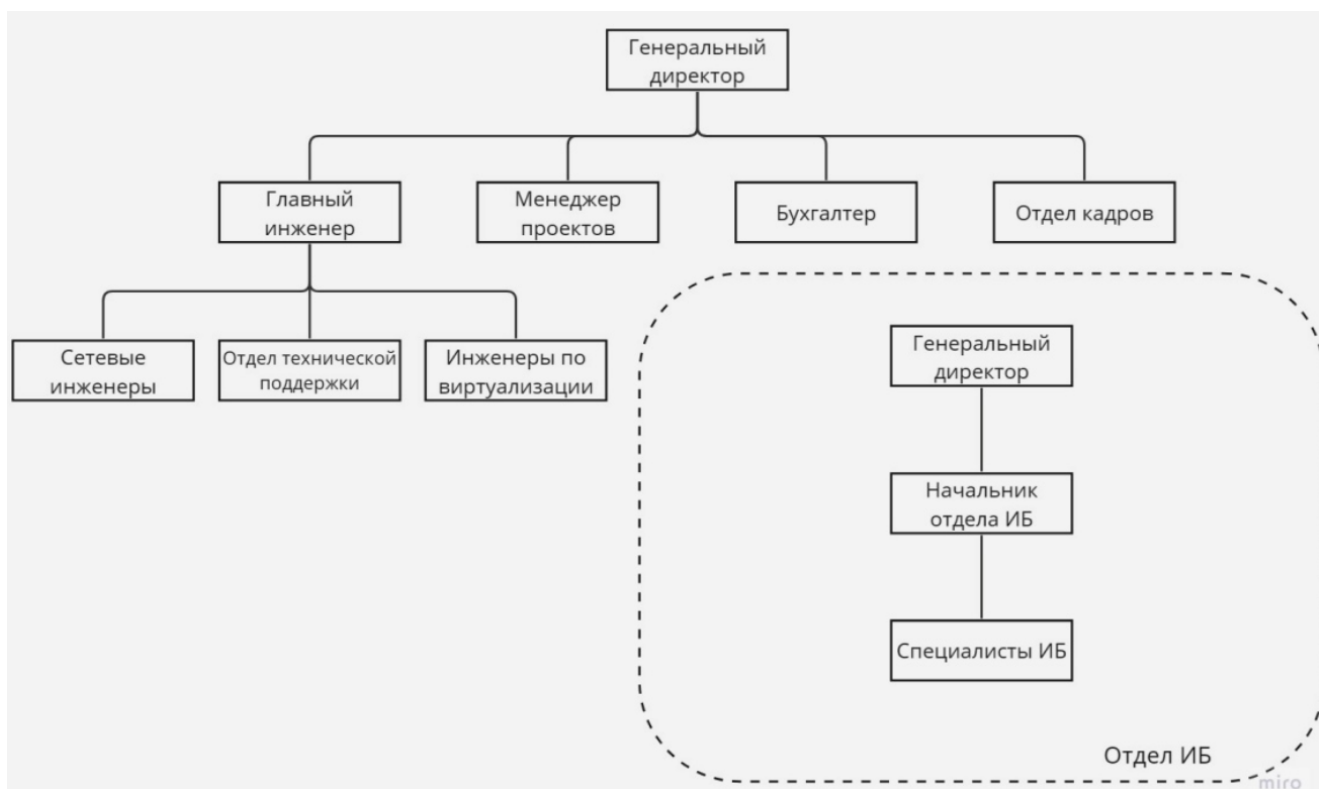 Генеральный
директор
Главный
инженер
Менеджер
проектов
Бухгалтер
Отдел кадров
Сетевые
инженеры
Отдел технической
поддержки
Инженеры по
виртуализации
Генеральный
директор
Начальник
отдела ИБ
Специалисты ИБ
Отдел ИБ
miro